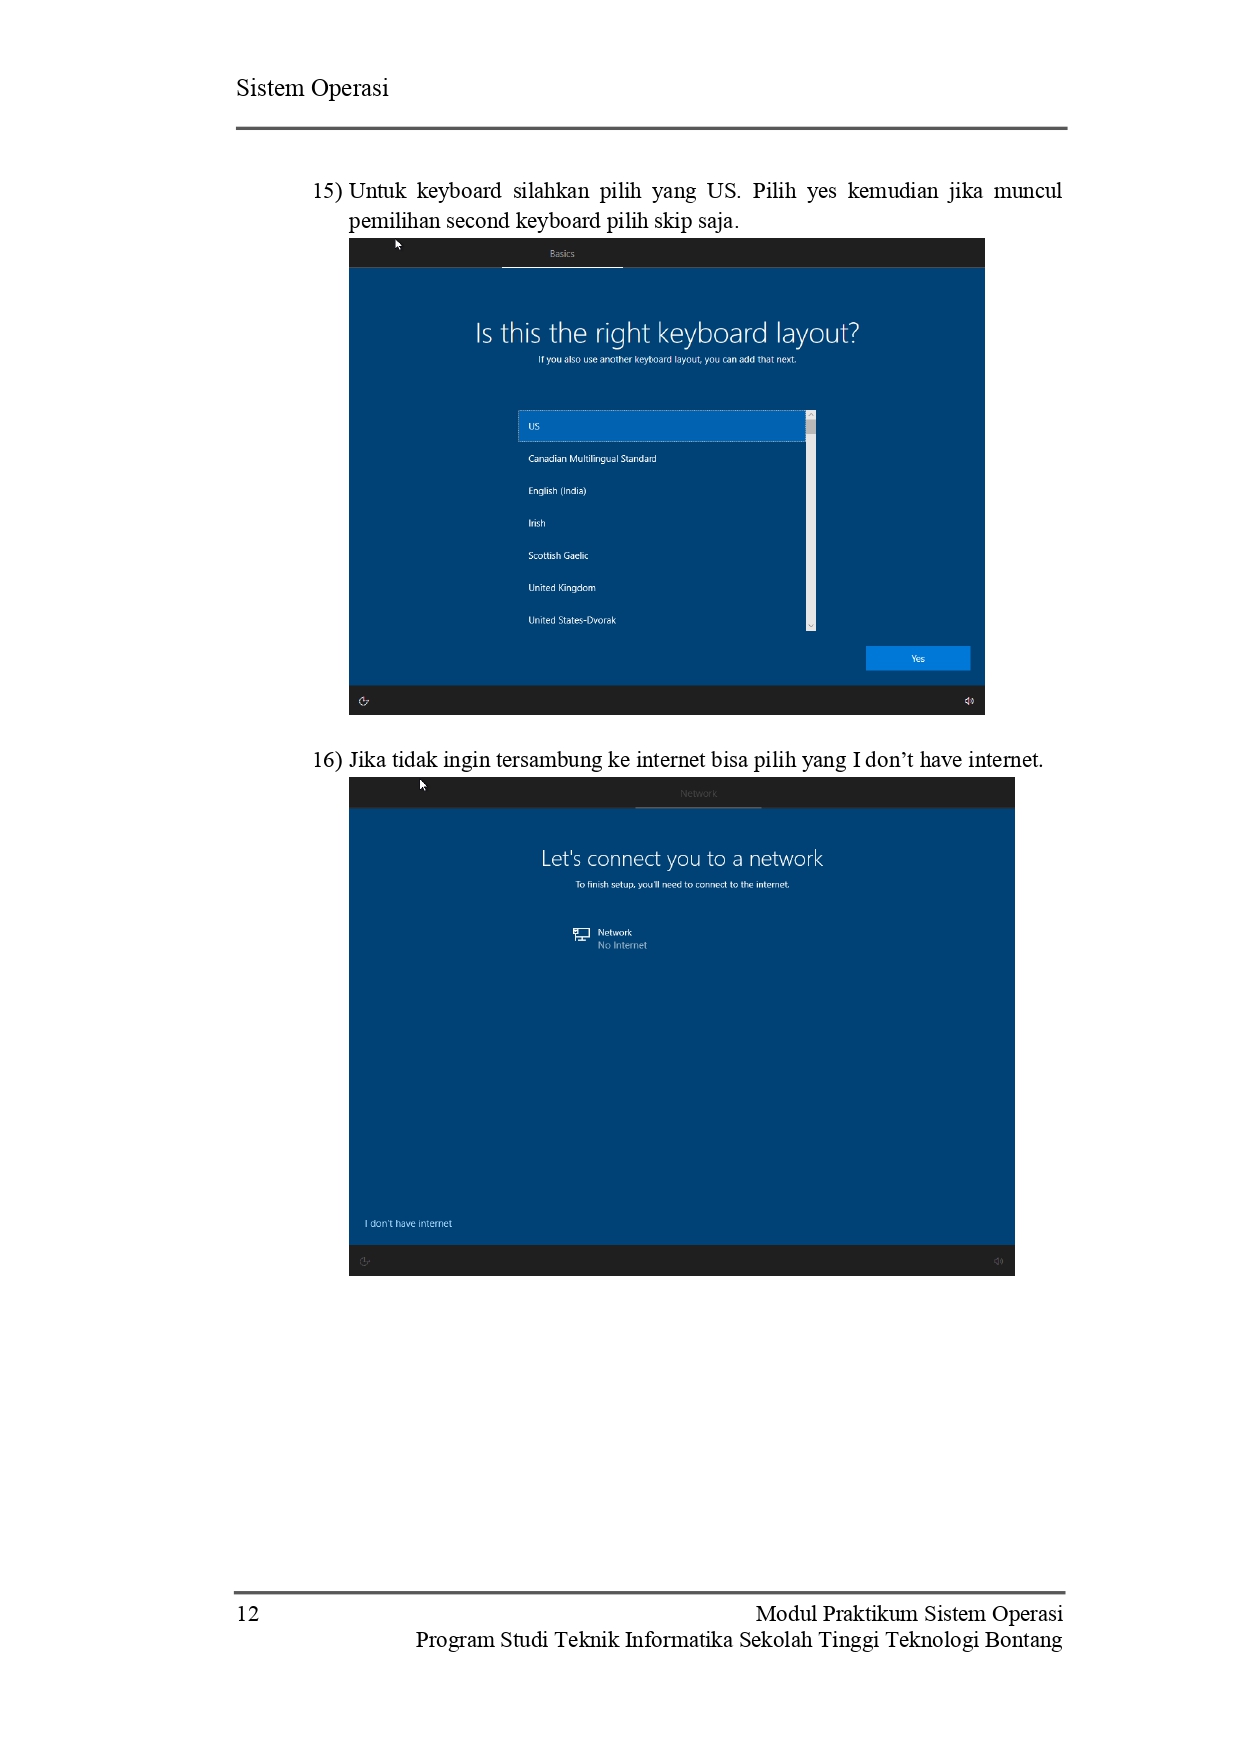 Sistem Operasi
15) Untuk keyboard silahkan pilih yang US. Pilih yes kemudian jika muncul
pemilihan second keyboard pilih skip saja.
Basics
Is this the right keyboard layout?
If you also use another keyboard layout, you can add that next.
US
Canadian Multilingual Standard
English (India)
Irish
Scottish Gaelic
United Kingdom
United States-Dvorak
Yes
16) Jika tidak ingin tersambung ke internet bisa pilih yang I don’t have internet.
Network
Let's connect you to a network
To finish setup, you'll need to connect to the internet.
Network
No Internet
I don't have internet
12
Modul Praktikum Sistem Operasi
Program Studi Teknik Informatika Sekolah Tinggi Teknologi Bontang